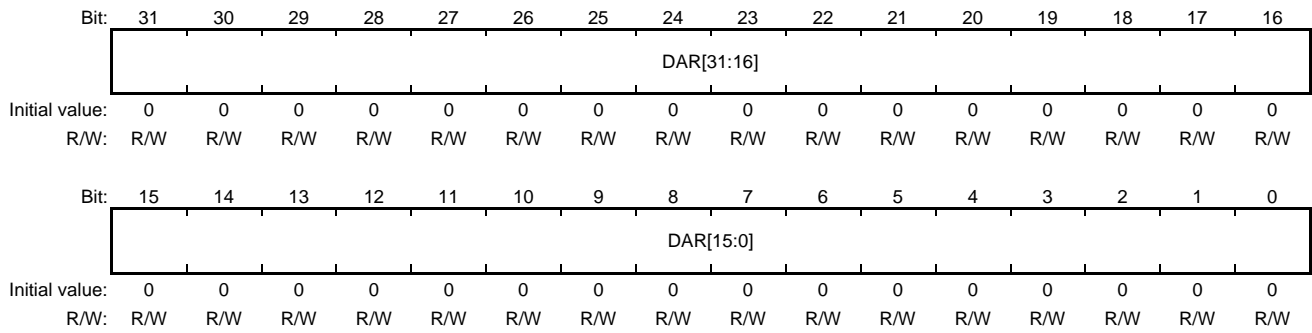 Bit: 31 30 29 28 27 26 25 24 23 22 21 20 19 18 17 16
DAR[31:16]
Initial value: 0 0 0 0 0 0 0 0 0 0 0 0 0 0 0 0
R/W: R/W R/W R/W R/W R/W R/W R/W R/W R/W R/W R/W R/W R/W R/W R/W R/W
Bit: 15 14 13 12 11 10 9 8 7 6 5 4 3 2 1 0
DAR[15:0]
Initial value: 0 0 0 0 0 0 0 0 0 0 0 0 0 0 0 0
R/W: R/W R/W R/W R/W R/W R/W R/W R/W R/W R/W R/W R/W R/W R/W R/W R/W